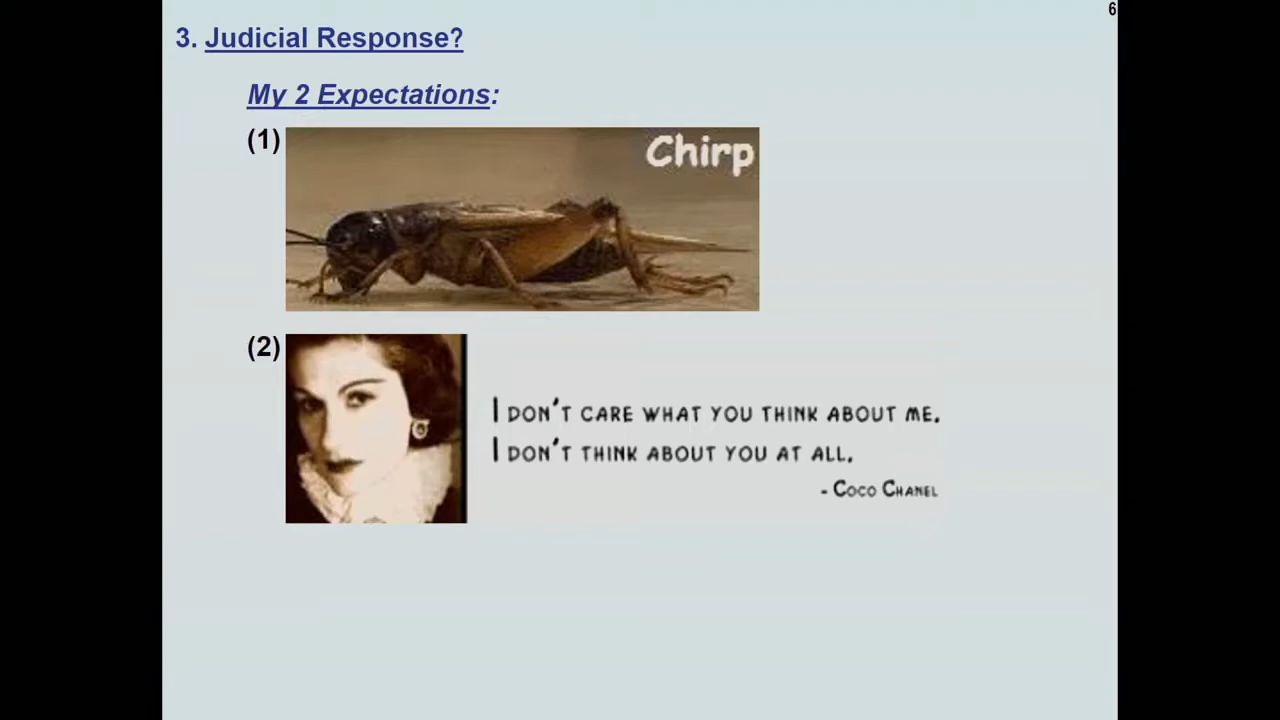 6
3. Judicial Response?
My 2 Expectations:
(1)
Chirp
(2)
I DON'T CARE WHAT YOU THINK ABOUT ME.
I DON'T THINK ABOUT YOU AT ALL.
- COCO CHANEL